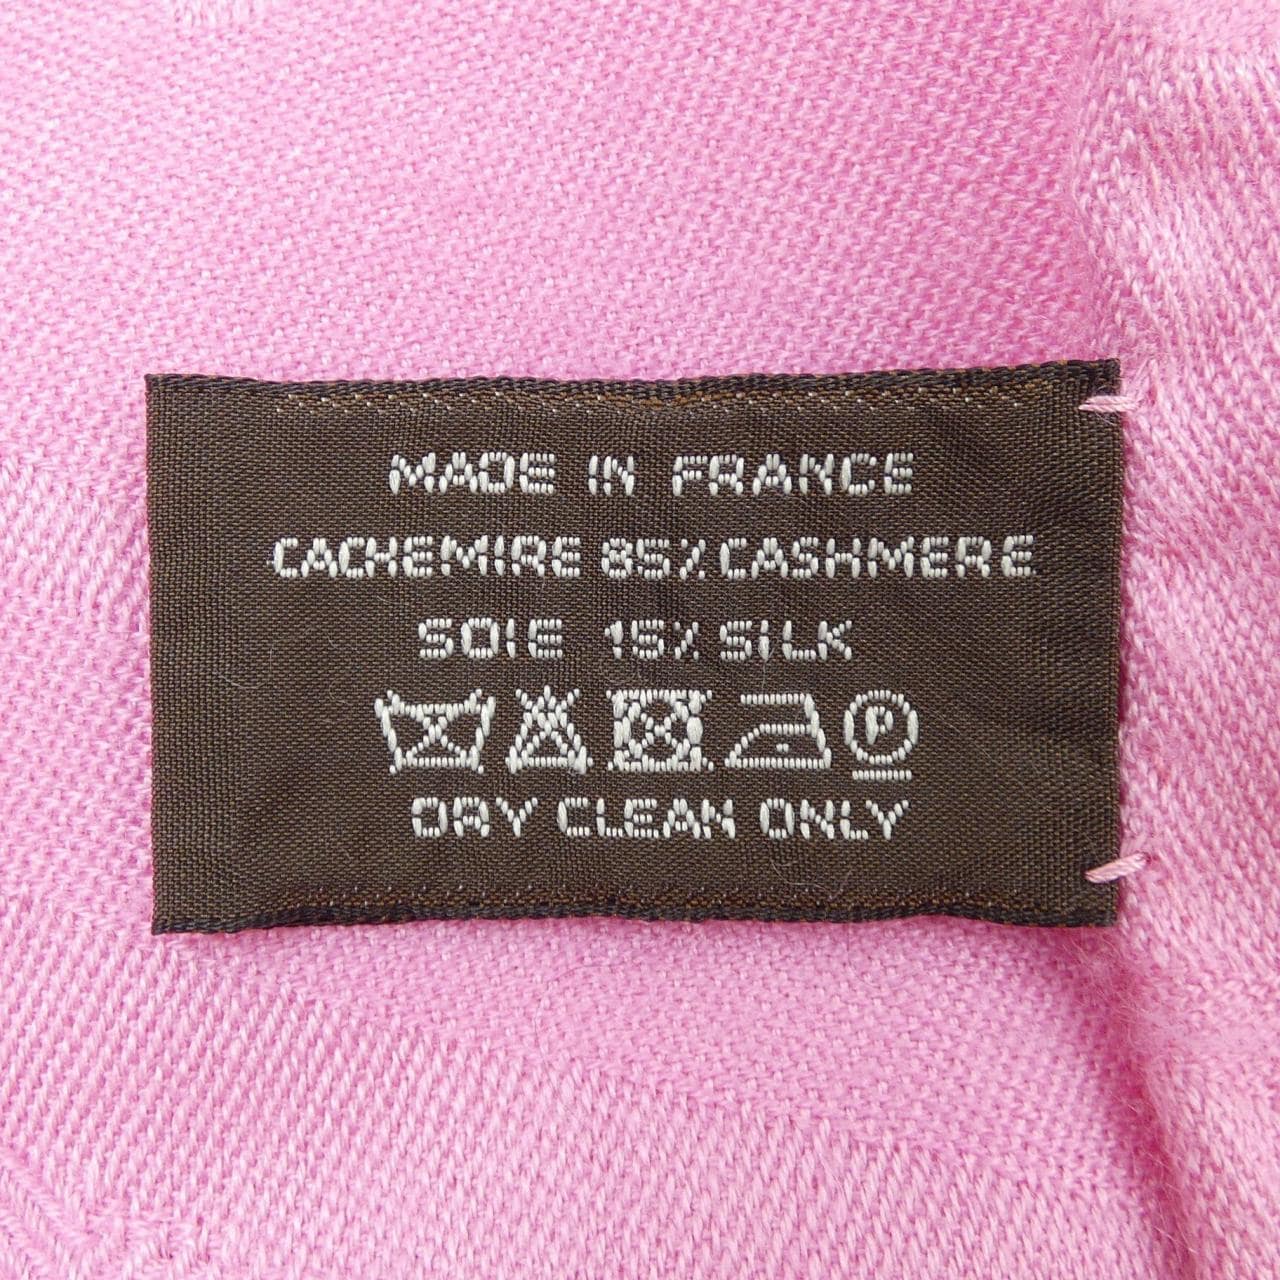 MADE IN FRANCE
CACHEMIRE 85% CASHMERE
SOIE 15% SILK
P
DRY CLEAN ONLY